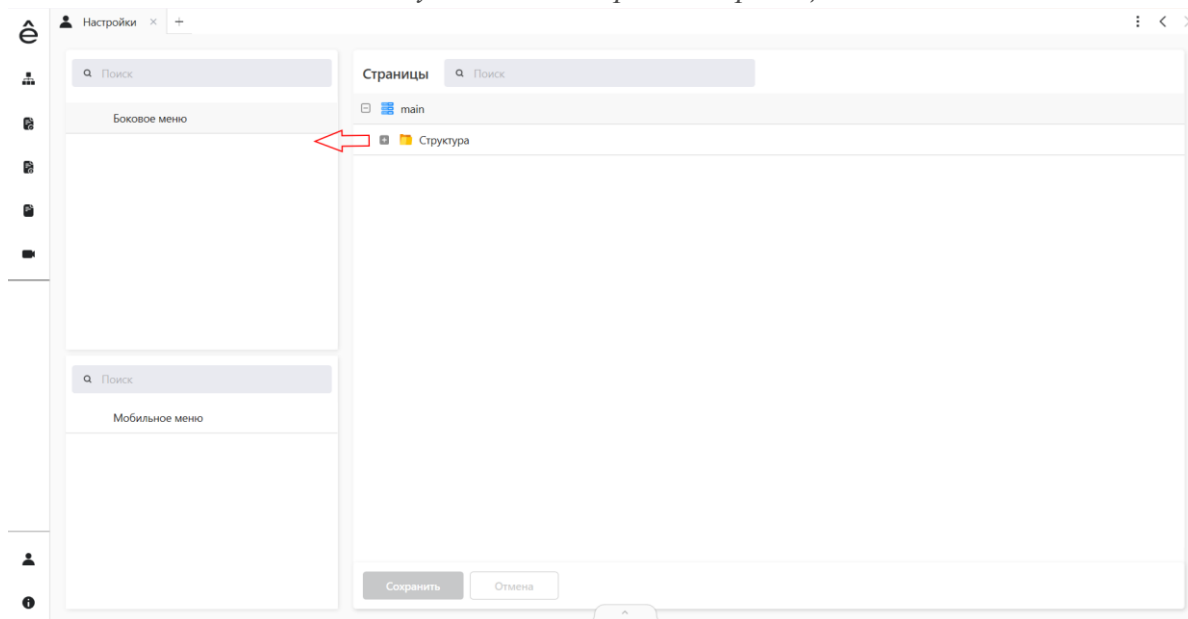 Настройки
Поиск
Боковое меню
Страницы Поиск
main
Структура
Поиск
Мобильное меню
Сохранить Отмена